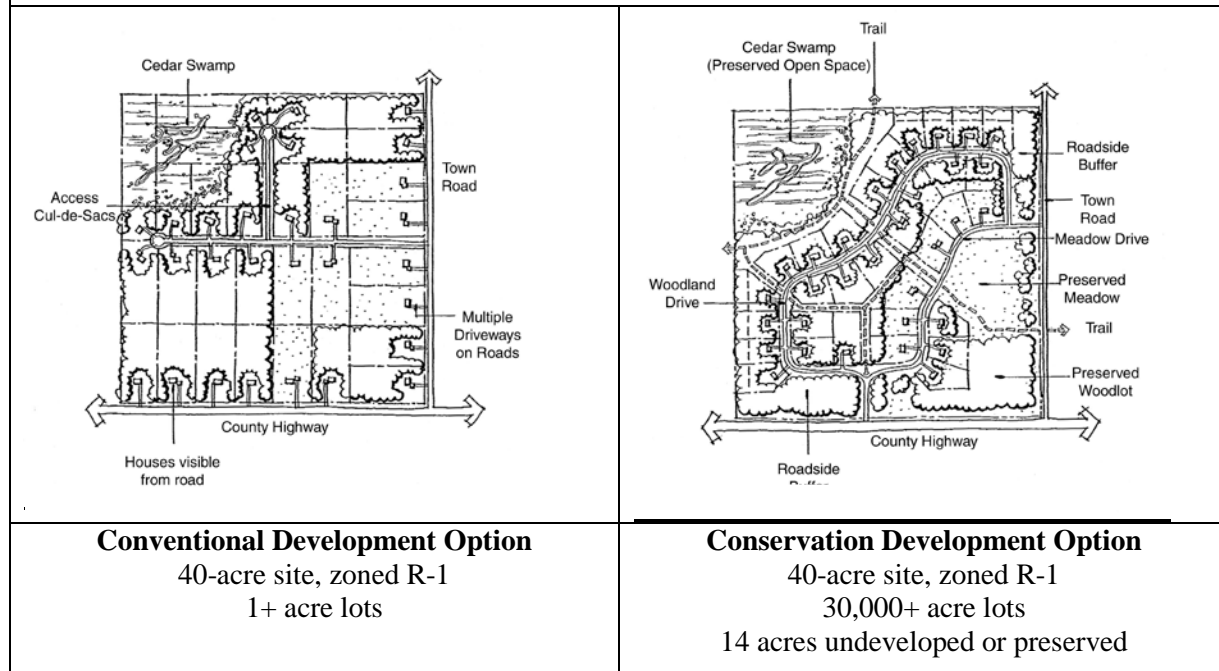 Cedar Swamp
Town
Road
Access
Cul-de-Sacs
Multiple
Driveways
on Roads
County Highway
Houses visible
from road
Trail
Cedar Swamp
(Preserved Open Space)
Roadside
Buffer
Town
Road
Meadow Drive
Woodland
Drive
Preserved
Meadow
Trail
Preserved
Woodlot
County Highway
Roadside
Conventional Development Option
40-acre site, zoned R-1
1+ acre lots
Conservation Development Option
40-acre site, zoned R-1
30,000+ acre lots
14 acres undeveloped or preserved